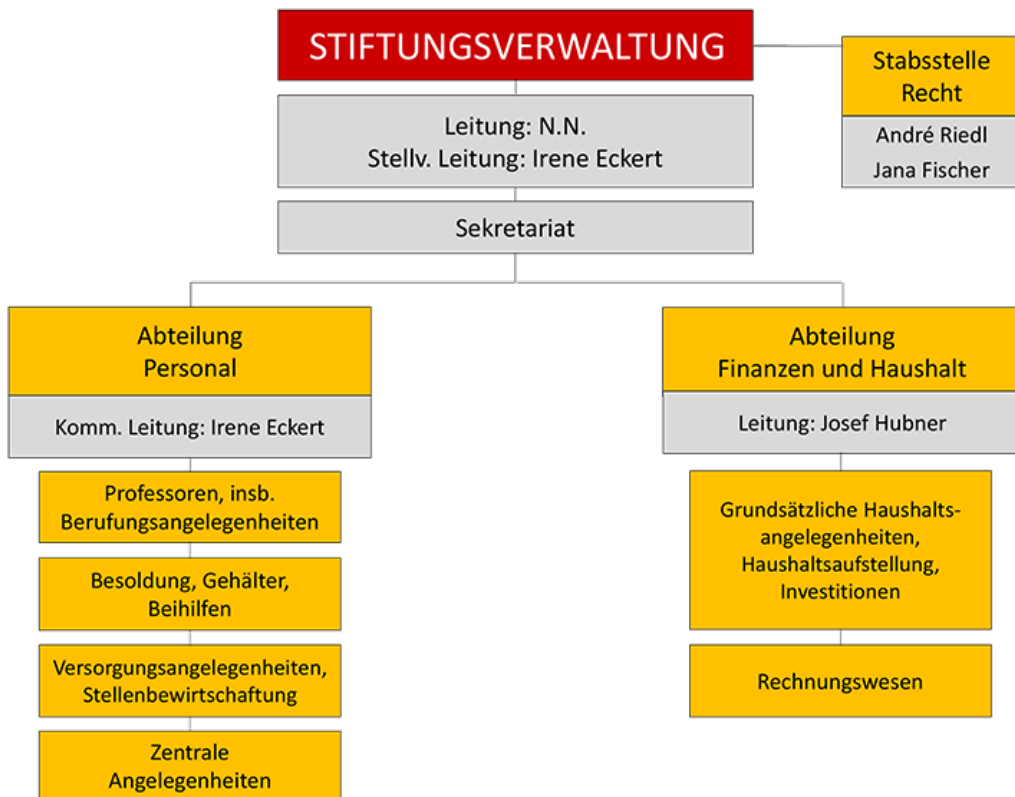 STIFTUNGSVERWALTUNG
Stabsstelle
Recht
André Riedl
Jana Fischer
Leitung: N.N.
Stellv. Leitung: Irene Eckert
Sekretariat
Abteilung
Personal
Komm. Leitung: Irene Eckert
Professoren, insb.
Berufungsangelegenheiten
Besoldung, Gehälter,
Beihilfen
Versorgungsangelegenheiten,
Stellenbewirtschaftung
Zentrale
Angelegenheiten
Abteilung
Finanzen und Haushalt
Leitung: Josef Hubner
Grundsätzliche Haushalts-
angelegenheiten,
Haushaltsaufstellung,
Investitionen
Rechnungswesen